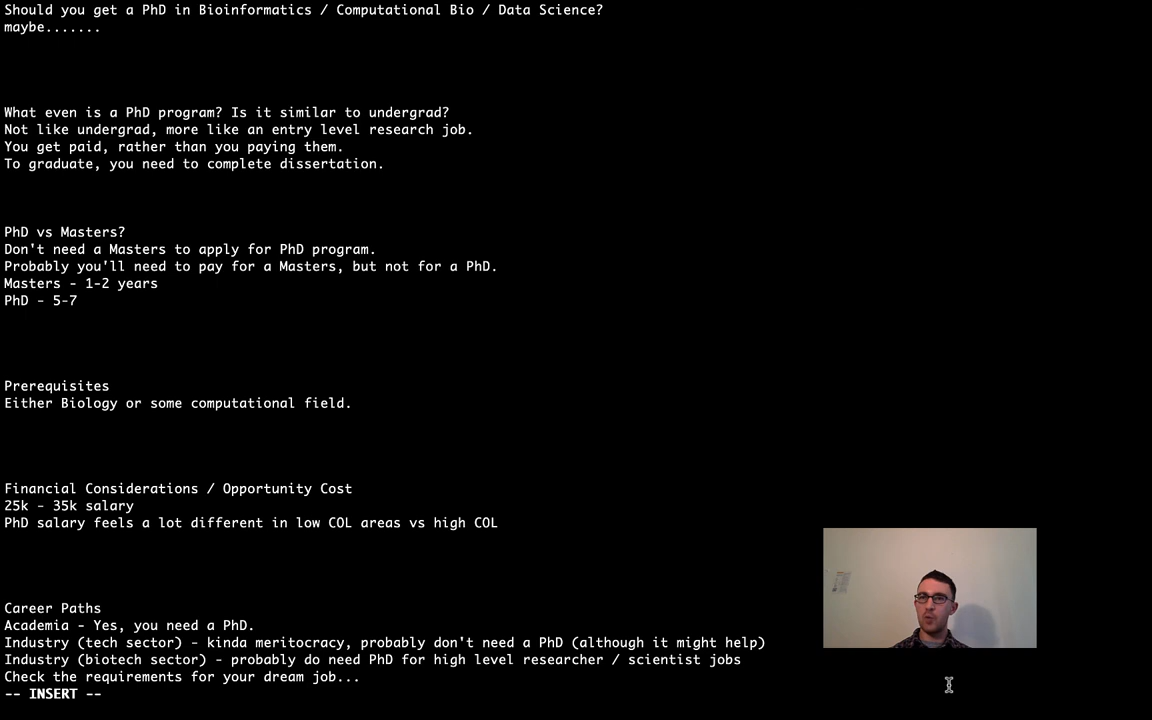 Should you get a PhD in Bioinformatics / Computational Bio / Data Science?
maybe.......
What even is a PhD program? Is it similar to undergrad?
Not like undergrad, more like an entry level research job.
You get paid, rather than you paying them.
To graduate, you need to complete dissertation.
PhD vs Masters?
Don't need a Masters to apply for PhD program.
Probably you'll need to pay for a Masters, but not for a PhD.
Masters - 1-2 years
PhD - 5-7
Prerequisites
Either Biology or some computational field.
Financial Considerations / Opportunity Cost
25k - 35k salary
PhD salary feels a lot different in low COL areas vs high COL
Career Paths
Academia - Yes, you need a PhD.
Industry (tech sector) - kinda meritocracy, probably don't need a PhD (although it might help)
Industry (biotech sector) - probably do need PhD for high level researcher / scientist jobs
Check the requirements for your dream job...
-- INSERT --